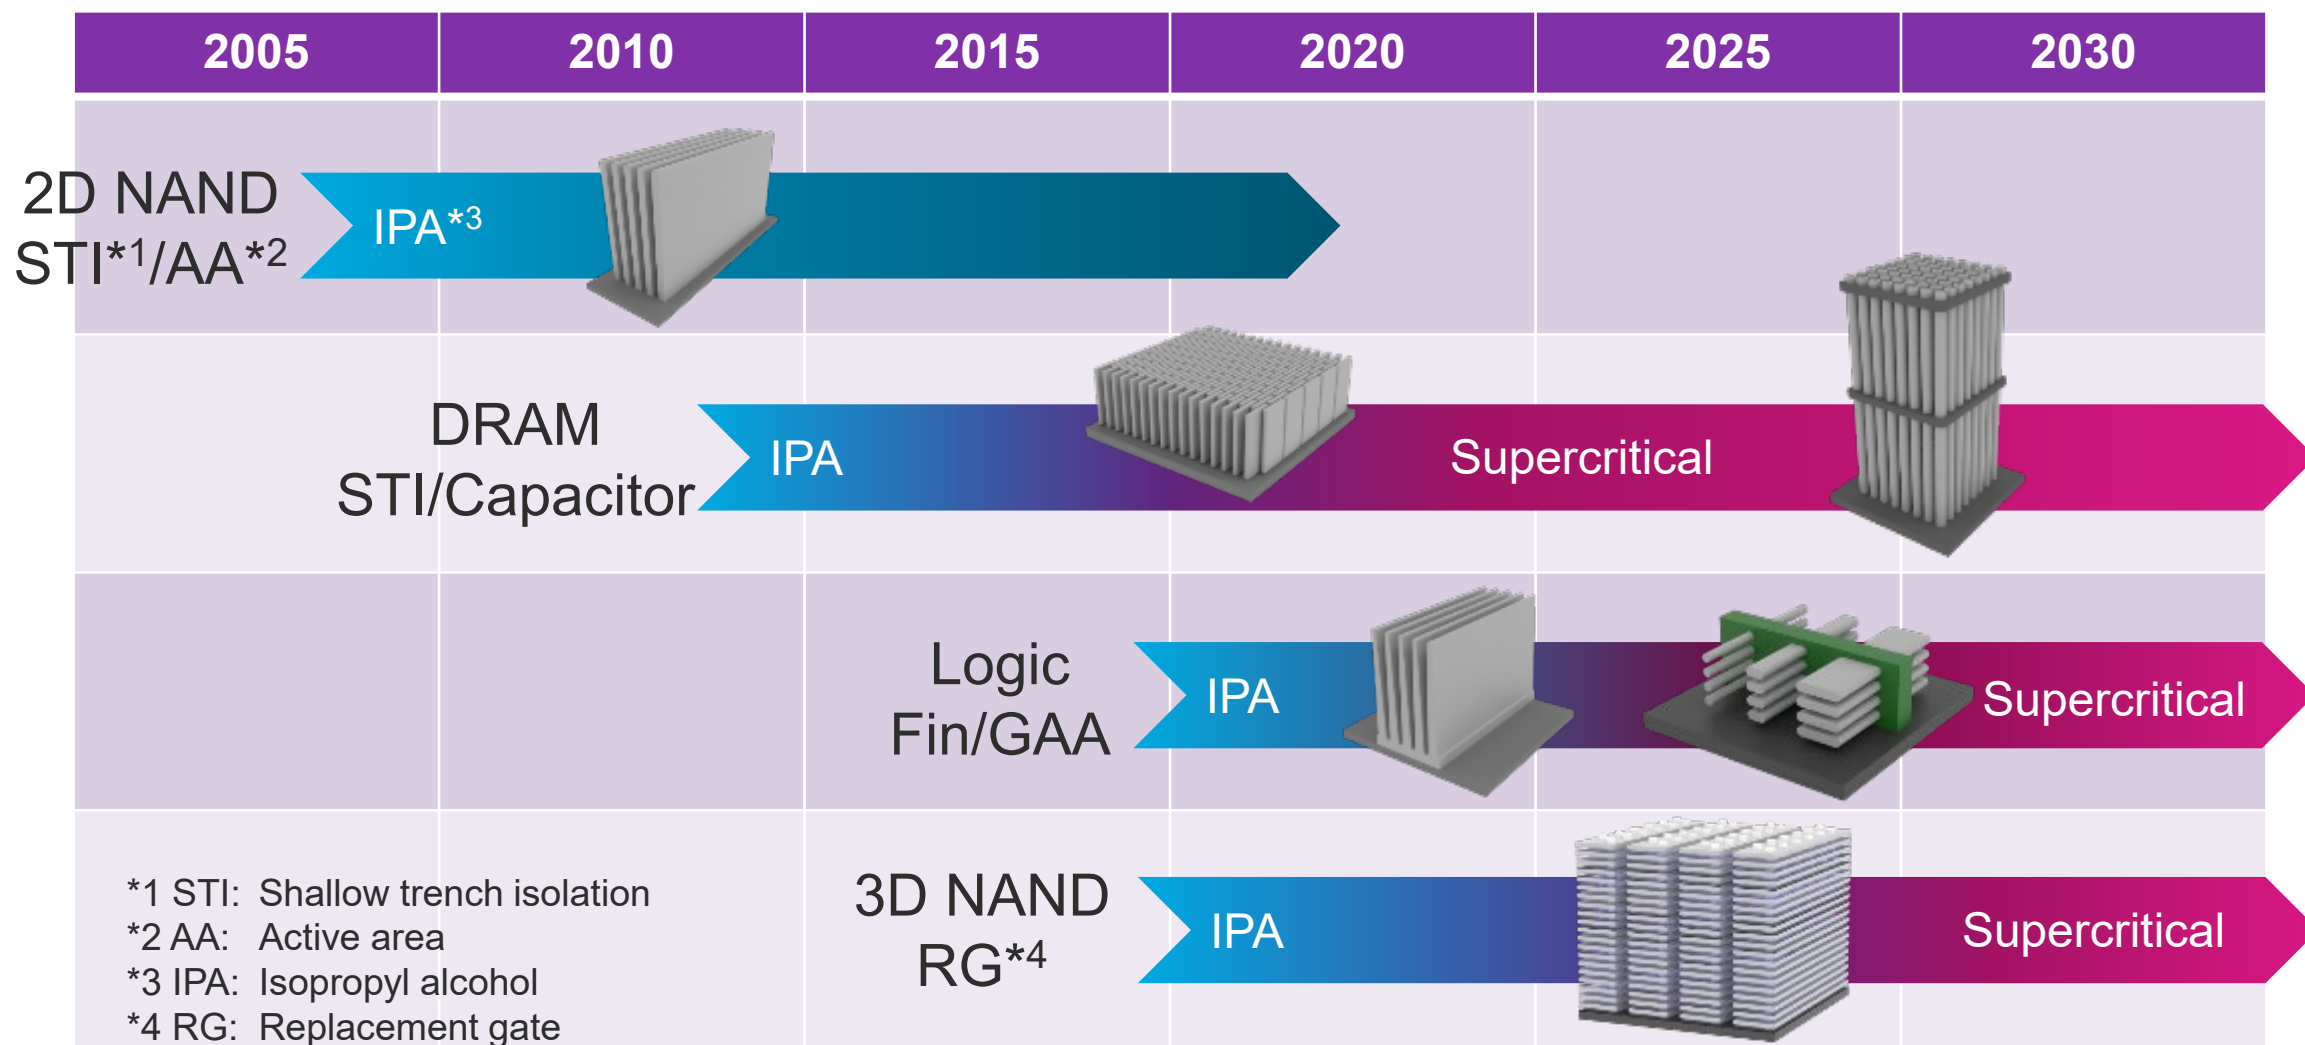 2005 2010 2015 2020 2025 2030
2D NAND
STI*1/AA*2
IPA*3
DRAM
STI/Capacitor
IPA
Supercritical
Logic
Fin/GAA
IPA
Supercritical
3D NAND
RG*4
IPA
Supercritical
*1 STI: Shallow trench isolation
*2 AA: Active area
*3 IPA: Isopropyl alcohol
*4 RG: Replacement gate